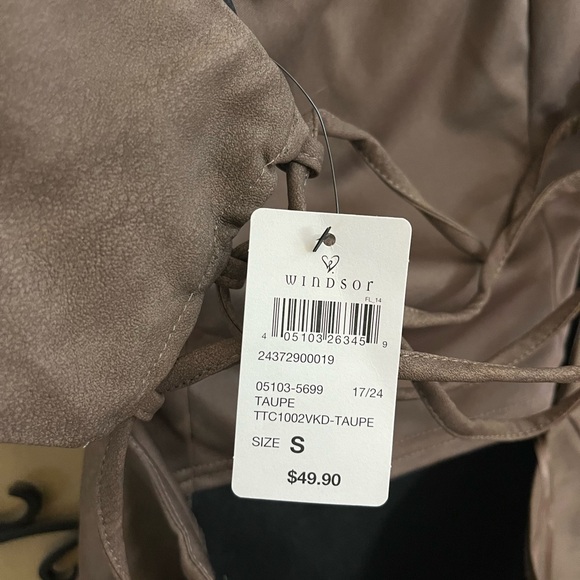 WINDSOR
FL_14
4 05103 26345 9
24372900019
05103-5699 17/24
TAUPE
TTC1002VKD-TAUPE
SIZE S
$49.90